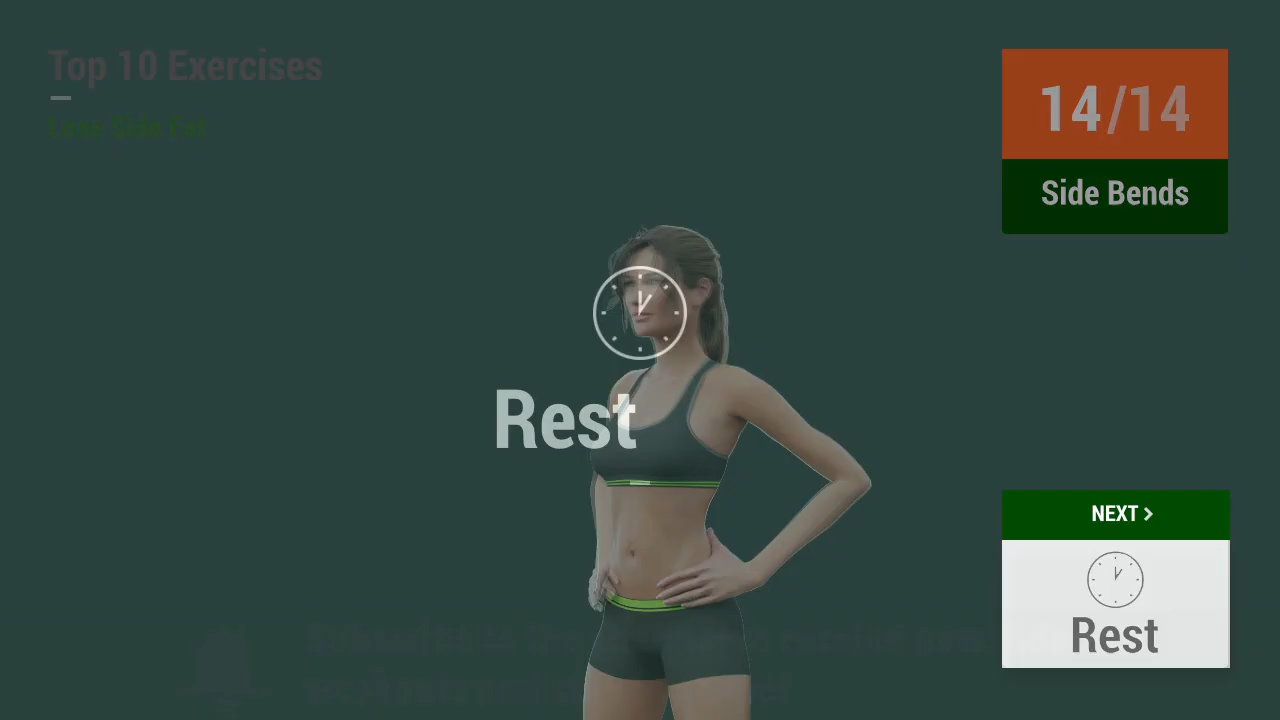 Top 10 Exercises
Lose Side Fat
14/14
Side Bends
Rest
NEXT >
Rest